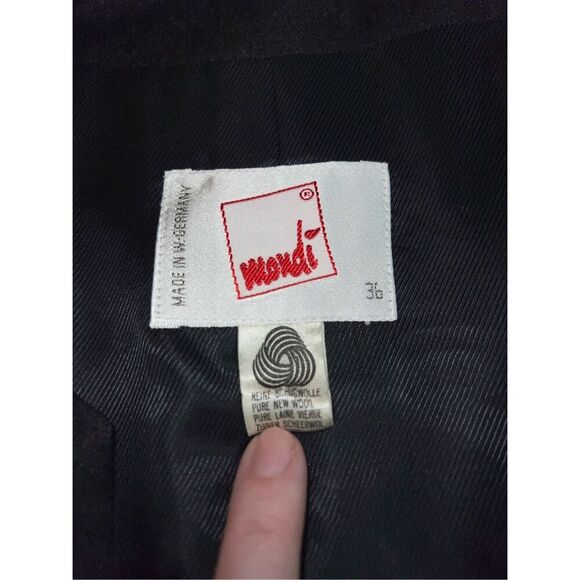 MADE IN W. GERMANY
®
mondi
36
REINE SCHURWOLLE
PURE NEW WOOL
PURE LAINE VIERGE
ZUIVER SCHEERWOL